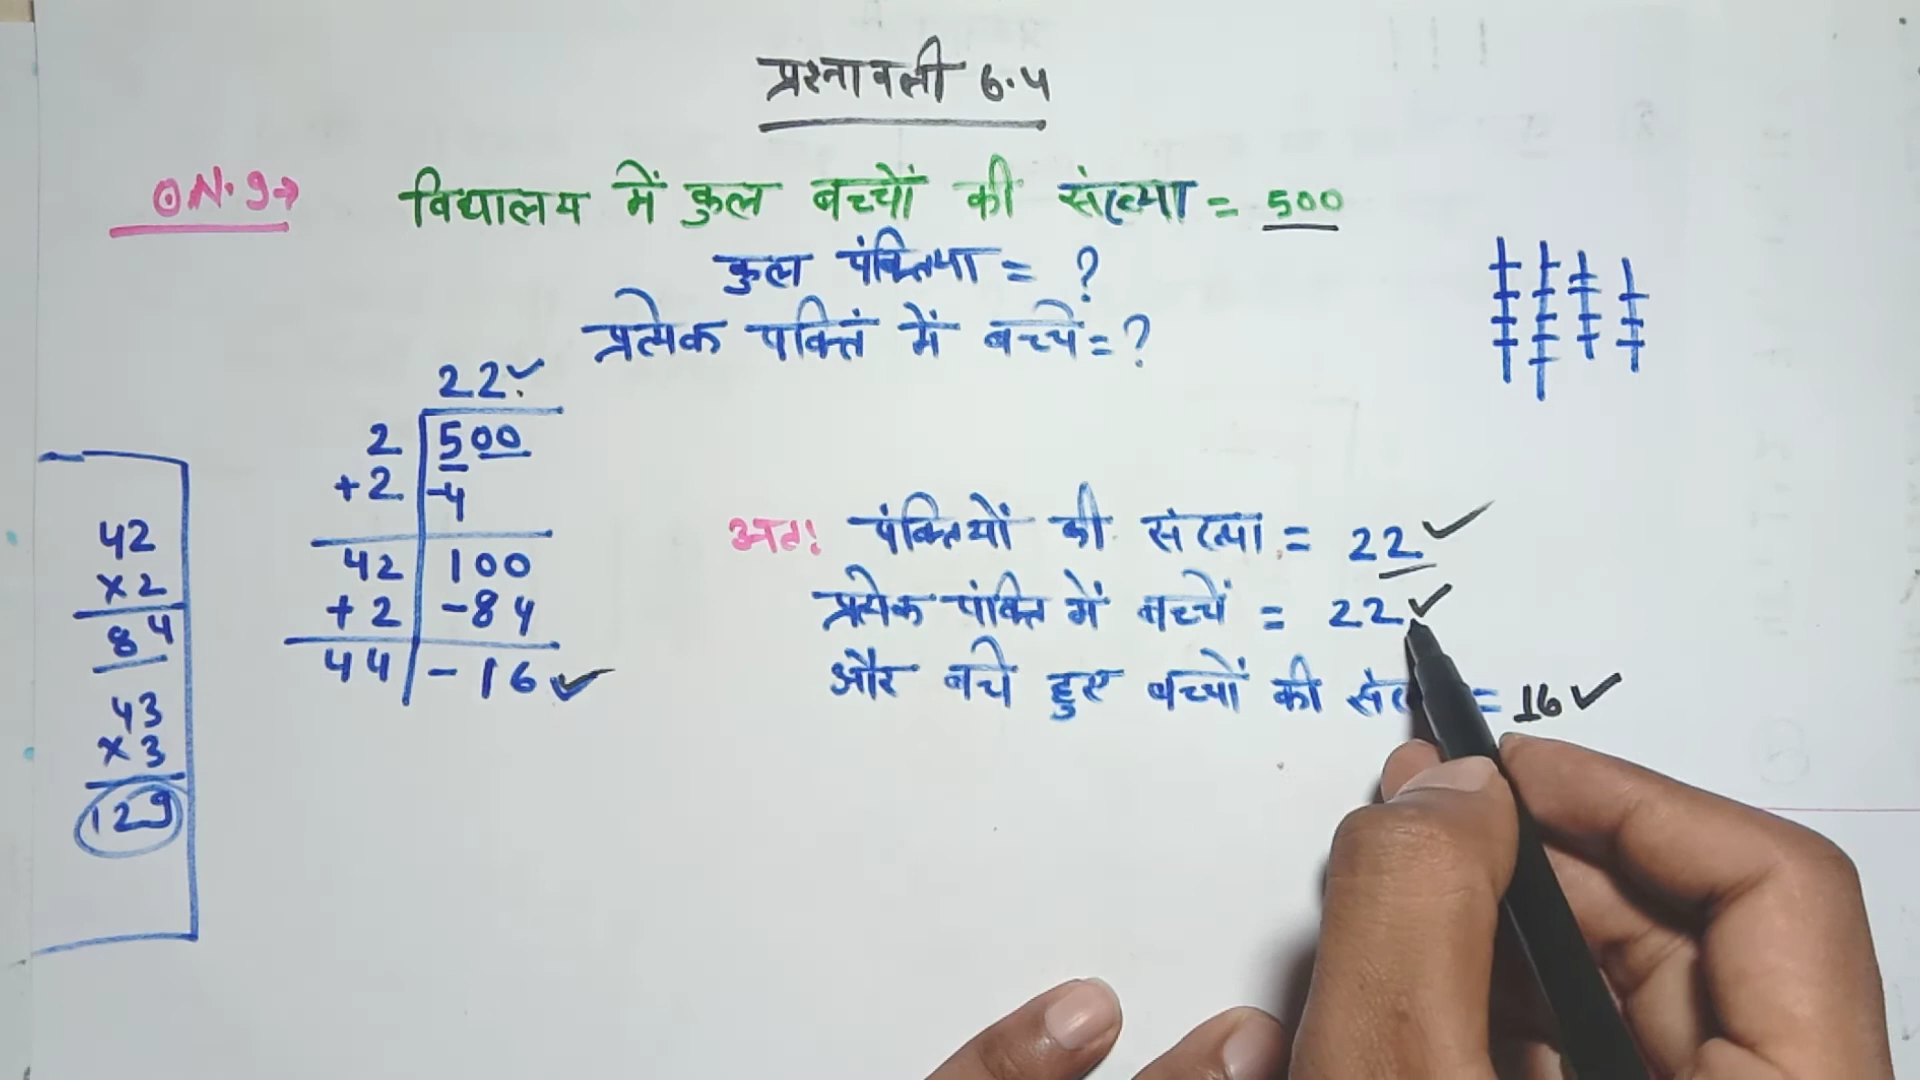 प्रश्नावली 6.4
Q N.9→ विद्यालय में कुल बच्चों की संख्या = 500
कुल पंक्तिया = ?
प्रत्येक पक्तिं में बच्चे = ?
22
2 | 500
+2 | -4
42 | 100
+2 | -84
44 | -16
42
×2
84
43
×3
129
अतः पंक्तियों की संख्या = 22
प्रत्येक पंक्ति में बच्चें = 22
और बचे हुए बच्चों की = 16